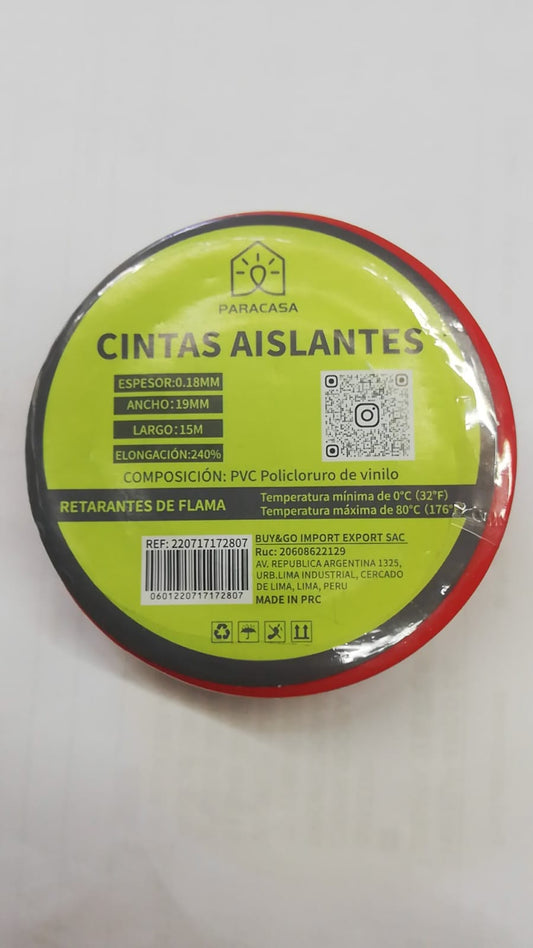 PARACASA
CINTAS AISLANTES
ESPESOR:0.18MM
ANCHO:19MM
LARGO:15M
ELONGACIÓN:240%
COMPOSICIÓN: PVC Policloruro de vinilo
RETARANTES DE FLAMA
Temperatura mínima de 0°C (32°F)
Temperatura máxima de 80°C (176°
REF: 220717172807
0601220717172807
BUY&GO IMPORT EXPORT SAC
Ruc: 20608622129
AV. REPUBLICA ARGENTINA 1325,
URB.LIMA INDUSTRIAL, CERCADO
DE LIMA, LIMA, PERU
MADE IN PRC